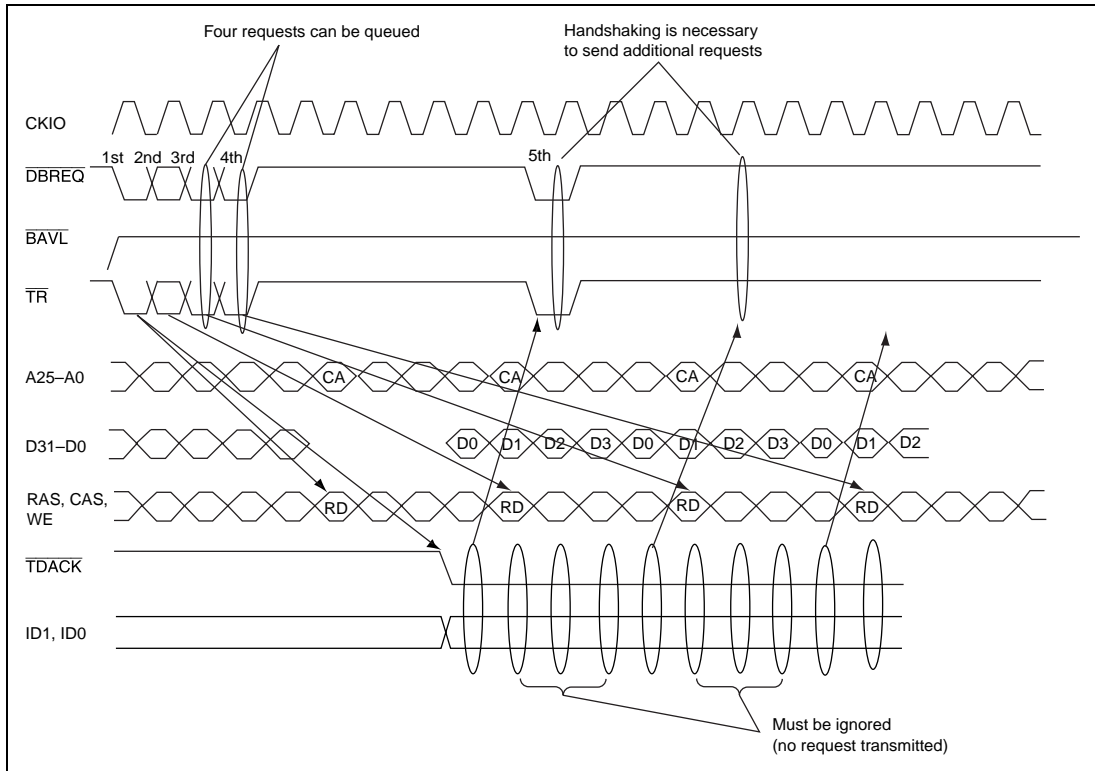 Four requests can be queued
Handshaking is necessary
to send additional requests
CKIO
1st 2nd 3rd 4th 5th
DBREQ
BAVL
TR
A25–A0 CA CA CA CA
D31–D0 D0 D1 D2 D3 D0 D1 D2 D3 D0 D1 D2
RAS, CAS,
WE RD RD RD RD
TDACK
ID1, ID0
Must be ignored
(no request transmitted)